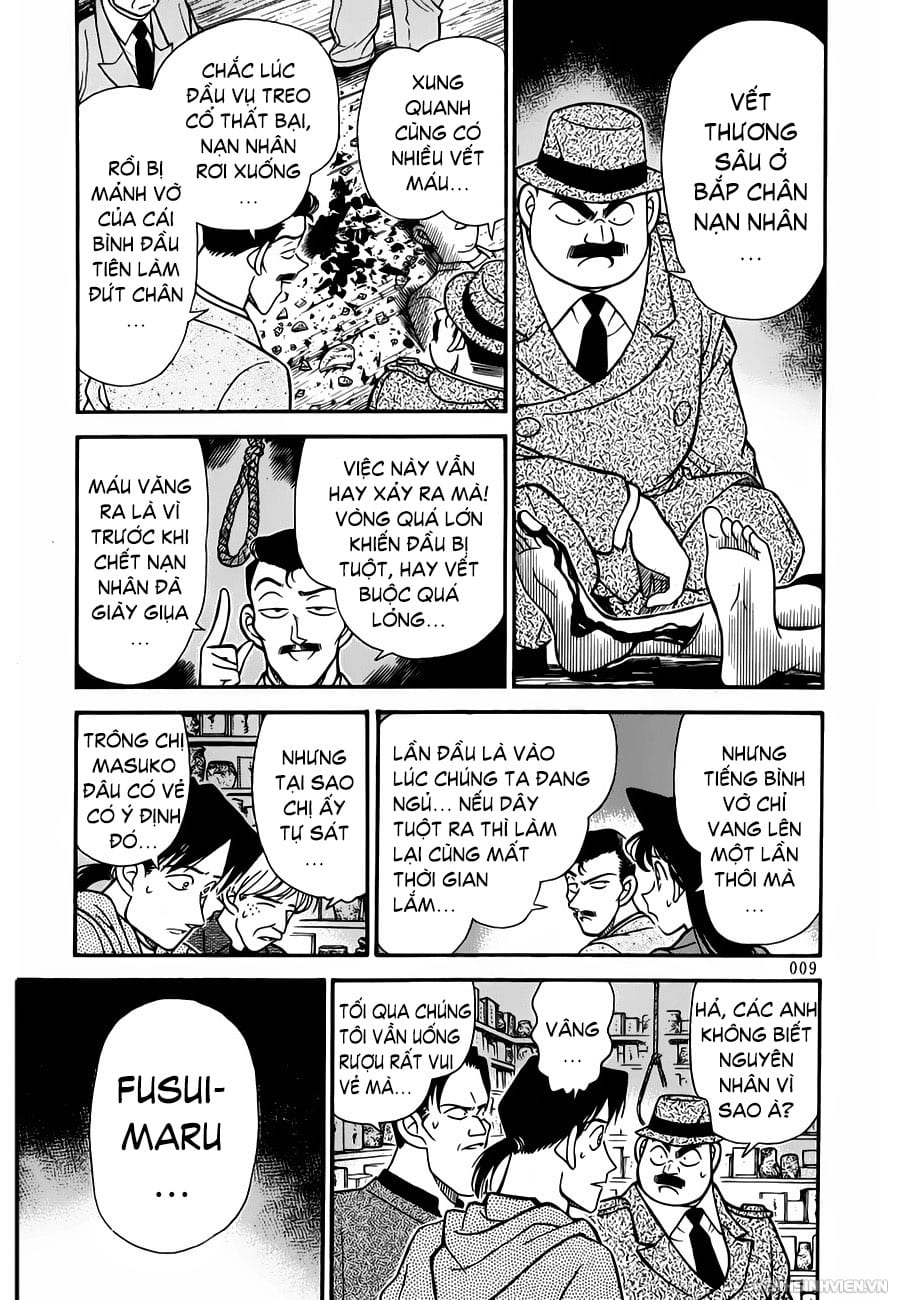 VẾT
THƯƠNG
SÂU Ở
BẮP CHÂN
NẠN NHÂN
...
XUNG
QUANH
CŨNG CÓ
NHIỀU VẾT
MÁU...
CHẮC LÚC
ĐẦU VỤ TREO
CỔ THẤT BẠI,
NẠN NHÂN
RƠI XUỐNG
...
RỒI BỊ
MẢNH VỠ
CỦA CÁI
BÌNH ĐẦU
TIÊN LÀM
ĐỨT CHÂN
...
VIỆC NÀY VẪN
HAY XẢY RA MÀ!
VÒNG QUÁ LỚN
KHIẾN ĐẦU BỊ
TUỘT, HAY VẾT
BUỘC QUÁ
LỎNG...
MÁU VĂNG
RA LÀ VÌ
TRƯỚC KHI
CHẾT NẠN
NHÂN ĐÃ
GIÃY GIỤA
...
NHƯNG
TIẾNG BÌNH
VỠ CHỈ
VANG LÊN
MỘT LẦN
THÔI MÀ
...
LẦN ĐẦU LÀ VÀO
LÚC CHÚNG TA ĐANG
NGỦ... NẾU DÂY
TUỘT RA THÌ LÀM
LẠI CŨNG MẤT
THỜI GIAN
LẮM...
NHƯNG
TẠI SAO
CHỊ ẤY
TỰ SÁT
...
TRÔNG CHỊ
MASUKO
ĐÂU CÓ VẺ
CÓ Ý ĐỊNH
ĐÓ...
009
HẢ, CÁC ANH
KHÔNG BIẾT
NGUYÊN
NHÂN VÌ
SAO À?
VÂNG
...
TỐI QUA CHÚNG
TÔI VẪN UỐNG
RƯỢU RẤT VUI
VẺ MÀ...
FUSUI-
MARU
...